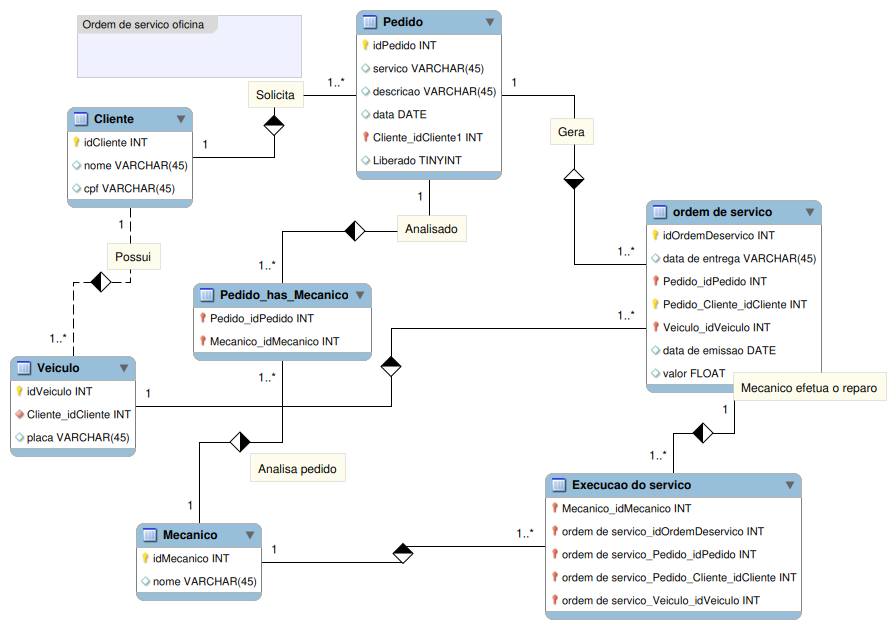 Ordem de servico oficina
Pedido
idPedido INT
servico VARCHAR(45)
descricao VARCHAR(45)
data DATE
Cliente_idCliente1 INT
Liberado TINYINT
1..*
Solicita
1
Cliente
idCliente INT
nome VARCHAR(45)
cpf VARCHAR(45)
1
Gera
1..*
1
Analisado
1..*
1
Possui
1..*
ordem de servico
idOrdemDeservico INT
data de entrega VARCHAR(45)
Pedido_idPedido INT
Pedido_Cliente_idCliente INT
Veiculo_idVeiculo INT
data de emissao DATE
valor FLOAT
Pedido_has_Mecanico
Pedido_idPedido INT
Mecanico_idMecanico INT
1..*
1..*
Veiculo
idVeiculo INT
Cliente_idCliente INT
placa VARCHAR(45)
1
Mecanico efetua o reparo
1
1..*
Analisa pedido
1
Mecanico
idMecanico INT
nome VARCHAR(45)
1
1..*
Execucao do servico
Mecanico_idMecanico INT
ordem de servico_idOrdemDeservico INT
ordem de servico_Pedido_idPedido INT
ordem de servico_Pedido_Cliente_idCliente INT
ordem de servico_Veiculo_idVeiculo INT